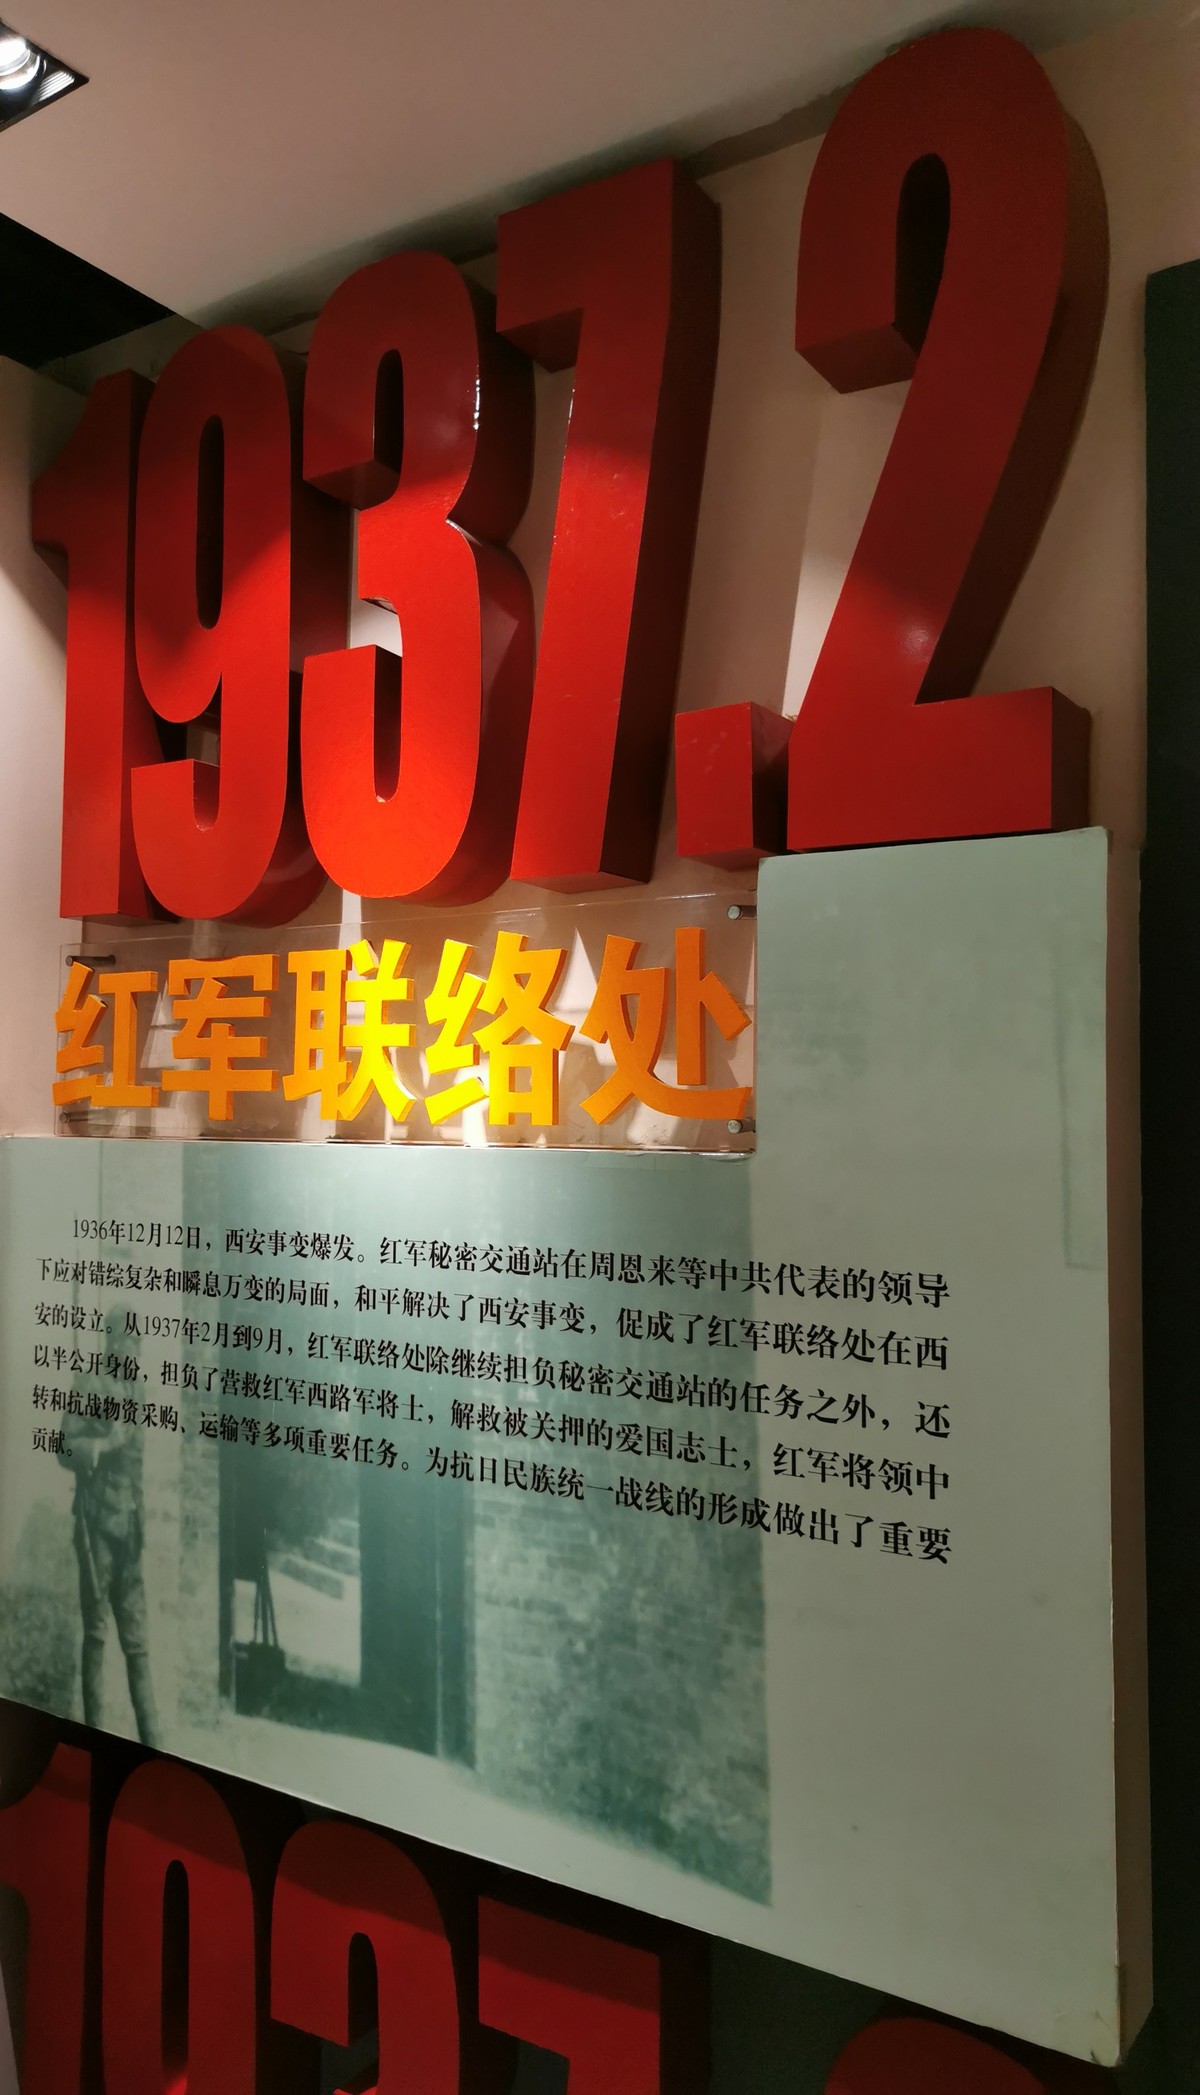 1937.2
红军联络处
1936年12月12日，西安事变爆发。红军秘密交通站在周恩来等中共代表的领导
下应对错综复杂和瞬息万变的局面，和平解决了西安事变，促成了红军联络处在西
安的设立。从1937年2月到9月，红军联络处除继续担负秘密交通站的任务之外，还
以半公开身份，担负了营救红军西路军将士，解救被关押的爱国志士，红军将领中
转和抗战物资采购、运输等多项重要任务。为抗日民族统一战线的形成做出了重要
贡献。
1937